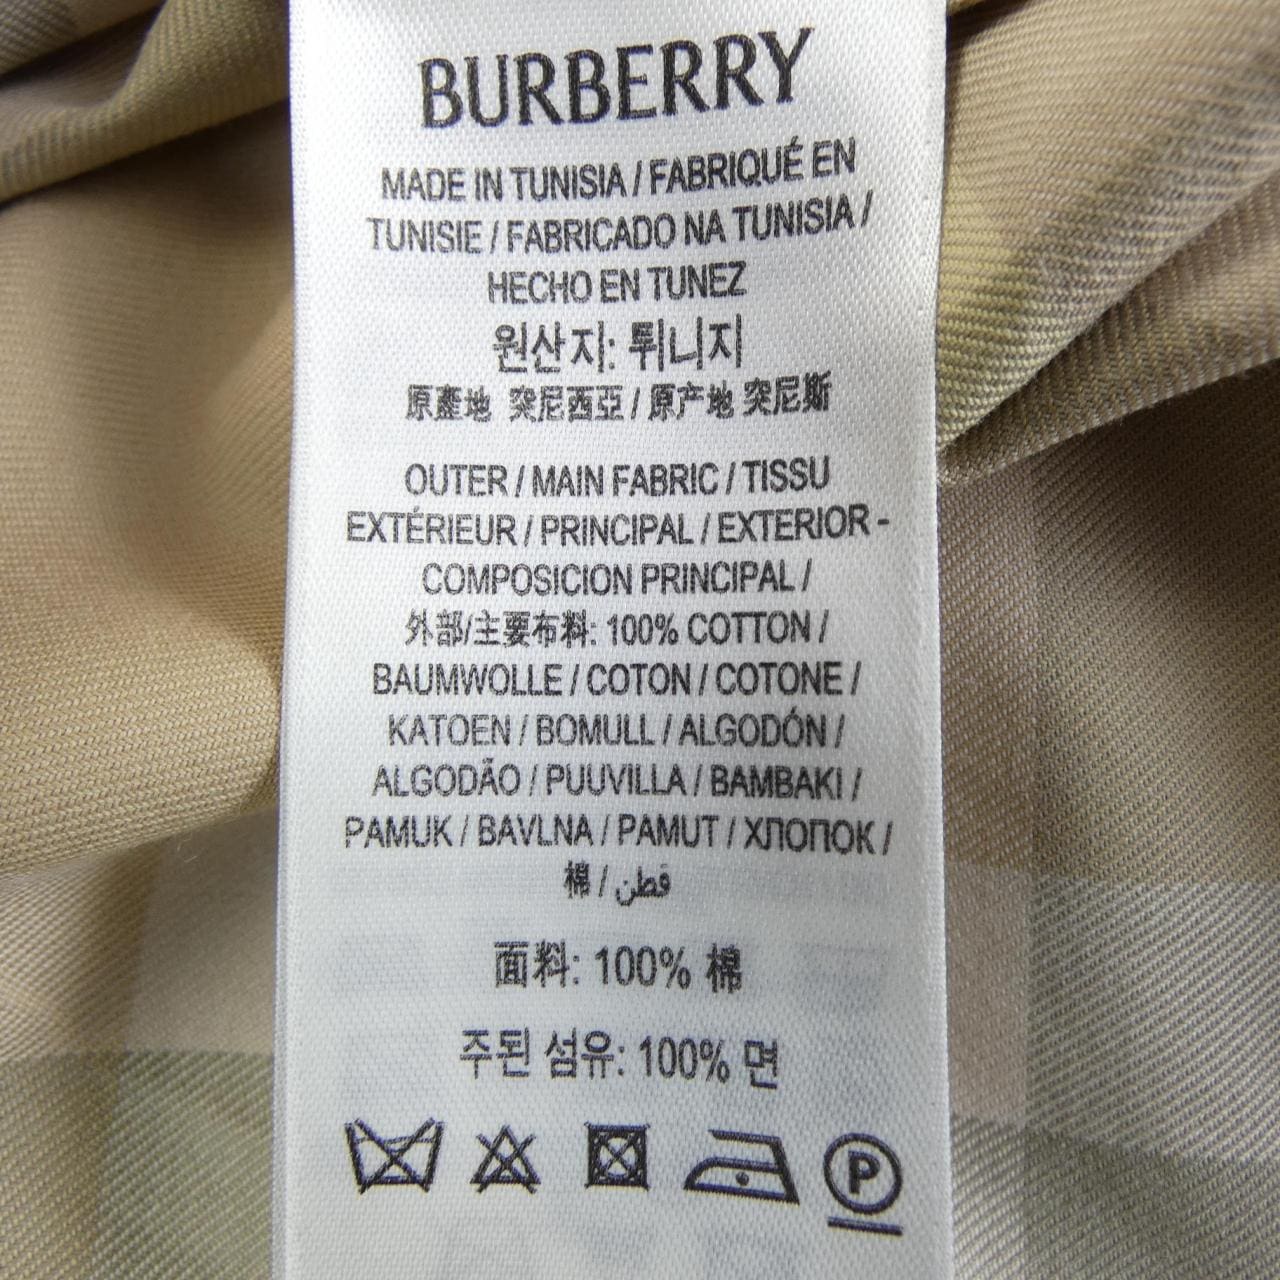 BURBERRY
MADE IN TUNISIA / FABRIQUÉ EN
TUNISIE / FABRICADO NA TUNISIA /
HECHO EN TUNEZ
원산지: 튀니지
原產地 突尼西亞 / 原产地 突尼斯
OUTER / MAIN FABRIC / TISSU
EXTÉRIEUR / PRINCIPAL / EXTERIOR -
COMPOSICION PRINCIPAL /
外部/主要布料: 100% COTTON /
BAUMWOLLE / COTON / COTONE /
KATOEN / BOMULL / ALGODÓN /
ALGODÃO / PUUVILLA / BAMBAKI /
PAMUK / BAVLNA / PAMUT / ХЛОПОК /
棉 / قطن
面料: 100% 棉
주된 섬유: 100% 면
P